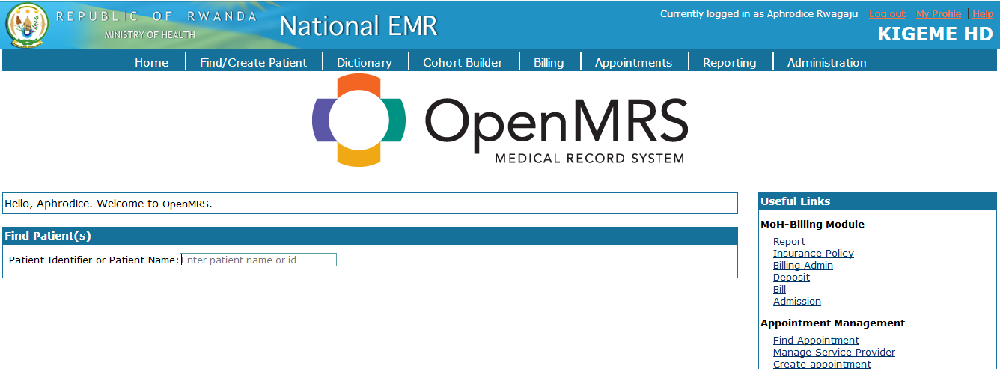 REPUBLIC OF RWANDA
MINISTRY OF HEALTH
National EMR
Currently logged in as Aphrodice Rwagaju Log out My Profile Help
KIGEME HD
Home Find/Create Patient Dictionary Cohort Builder Billing Appointments Reporting Administration
OpenMRS
MEDICAL RECORD SYSTEM
Hello, Aphrodice. Welcome to OpenMRS.
Find Patient(s)
Patient Identifier or Patient Name: Enter patient name or id
Useful Links
MoH-Billing Module
Report
Insurance Policy
Billing Admin
Deposit
Bill
Admission
Appointment Management
Find Appointment
Manage Service Provider
Create appointment